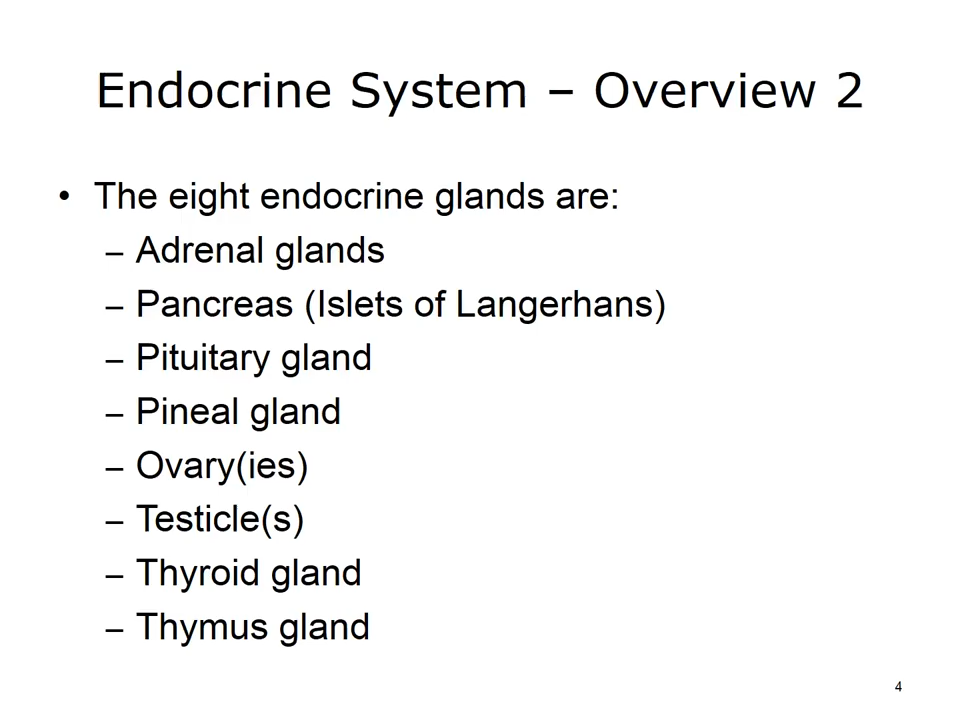 Endocrine System – Overview 2
• The eight endocrine glands are:
– Adrenal glands
– Pancreas (Islets of Langerhans)
– Pituitary gland
– Pineal gland
– Ovary(ies)
– Testicle(s)
– Thyroid gland
– Thymus gland
4